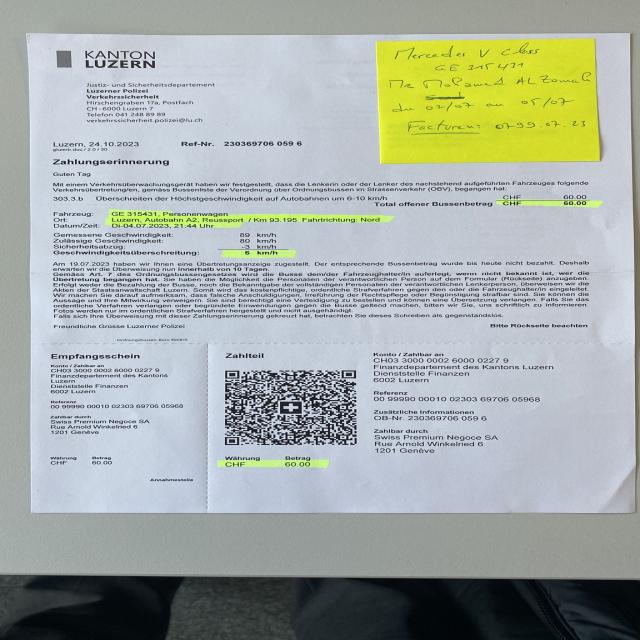 KANTON
LUZERN
Justiz- und Sicherheitsdepartement
Luzerner Polizei
Verkehrssicherheit
Hirschengraben 17a, Postfach
CH-6000 Luzern 7
Telefon 041 248 89 89
verkehrssicherheit.polizei@lu.ch
Mercedes V Class
GE 315431
Mr Mohamed AL
du 02/07 au 05/07
Facture: 0799.07.23
Luzern, 24.10.2023 Ref-Nr. 230369706 059 6
Zahlungserinnerung
Guten Tag
Mit einem Verkehrsüberwachungsgerät haben wir festgestellt, dass die Lenkerin oder der Lenker des nachstehend aufgeführten Fahrzeuges folgende
Verkehrsübertretungen, gemäss Bussenliste der Verordnung über Ordnungsbussen im Strassenverkehr (OBV), begangen hat:
303.3.b Überschreiten der Höchstgeschwindigkeit auf Autobahnen um 6-10 km/h CHF 60.00
Total offener Bussenbetrag CHF 60.00
Fahrzeug: GE 315431, Personenwagen
Ort: Luzern, Autobahn A2, Reussport / Km 93.195 Fahrtrichtung: Nord
Datum/Zeit: Di-04.07.2023, 21:44 Uhr
Gemessene Geschwindigkeit: 89 km/h
Zulässige Geschwindigkeit: 80 km/h
Sicherheitsabzug: -3 km/h
Geschwindigkeitsüberschreitung: 6 km/h
Am 19.07.2023 haben wir Ihnen eine Übertretungsanzeige zugestellt. Der entsprechende Bussenbetrag wurde bis heute nicht bezahlt. Deshalb
erwarten wir die Überweisung nun innerhalb von 10 Tagen.
Gemäss Art. 7 des Ordnungsbussengesetzes wird die Busse dem/der Fahrzeughalter/in auferlegt, wenn nicht bekannt ist, wer die
Übertretung begangen hat. Sie haben die Möglichkeit die Personalien der verantwortlichen Person auf dem Formular (Rückseite) anzugeben.
Erfolgt weder die Bezahlung der Busse, noch die Bekanntgabe der vollständigen Personalien der verantwortlichen Lenkerperson, überweisen wir die
Akten der Staatsanwaltschaft Luzern. Somit wird das kostenpflichtige, ordentliche Strafverfahren gegen den oder die Fahrzeughalter/in eingeleitet.
Wir machen Sie darauf aufmerksam, dass falsche Anschuldigungen, Irreführung der Rechtspflege oder Begünstigung strafbar sind. Sie können die
Aussage und Ihre Mitwirkung verweigern. Sie sind berechtigt eine Verteidigung zu bestellen und können eine Übersetzung verlangen. Falls Sie das
ordentliche Verfahren verlangen oder begründete Einwendungen gegen die Busse geltend machen, bitten wir Sie, uns schriftlich zu informieren.
Fotos werden nur im ordentlichen Strafverfahren hergestellt und nicht ausgehändigt.
Falls sich Ihre Überweisung mit dieser Zahlungserinnerung gekreuzt hat, betrachten Sie dieses Schreiben als gegenstandslos.
Freundliche Grüsse Luzerner Polizei Bitte Rückseite beachten
Empfangsschein
Konto / Zahlbar an
CH03 3000 0002 6000 0227 9
Finanzdepartement des Kantons
Luzern
Dienststelle Finanzen
6002 Luzern
Referenz
00 99990 00010 02303 69706 05968
Zahlbar durch
Swiss Premium Negoce SA
Rue Arnold Winkelried 6
1201 Genève
Währung Betrag
CHF 60.00
Annahmestelle
Zahlteil
Währung Betrag
CHF 60.00
Konto / Zahlbar an
CH03 3000 0002 6000 0227 9
Finanzdepartement des Kantons Luzern
Dienststelle Finanzen
6002 Luzern
Referenz
00 99990 00010 02303 69706 05968
Zusätzliche Informationen
OB-Nr. 230369706 059 6
Zahlbar durch
Swiss Premium Negoce SA
Rue Arnold Winkelried 6
1201 Genève